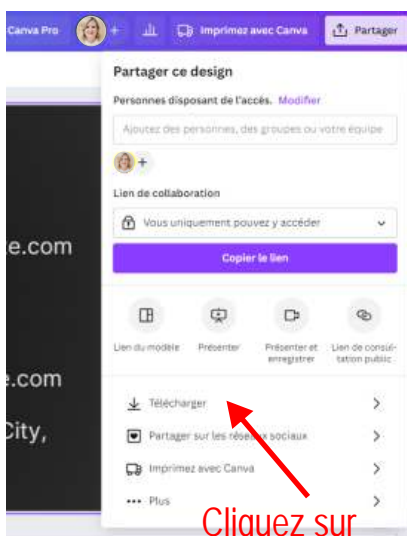 Canva Pro + Imprimez avec Canva Partager
Partager ce design
Personnes disposant de l'accès. Modifier
Ajoutez des personnes, des groupes ou votre équipe
+
Lien de collaboration
Vous uniquement pouvez y accéder
Copier le lien
Lien du modèle
Présenter
Présenter et enregistrer
Lien de consul-
tation public
Télécharger
Partager sur les réseaux sociaux
Imprimez avec Canva
Plus
e.com
.com
City,
Cliquez sur